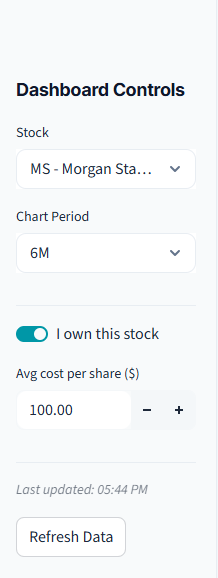 Dashboard Controls
Stock
MS - Morgan Sta...
Chart Period
6M
I own this stock
Avg cost per share ($)
100.00
Last updated: 05:44 PM
Refresh Data